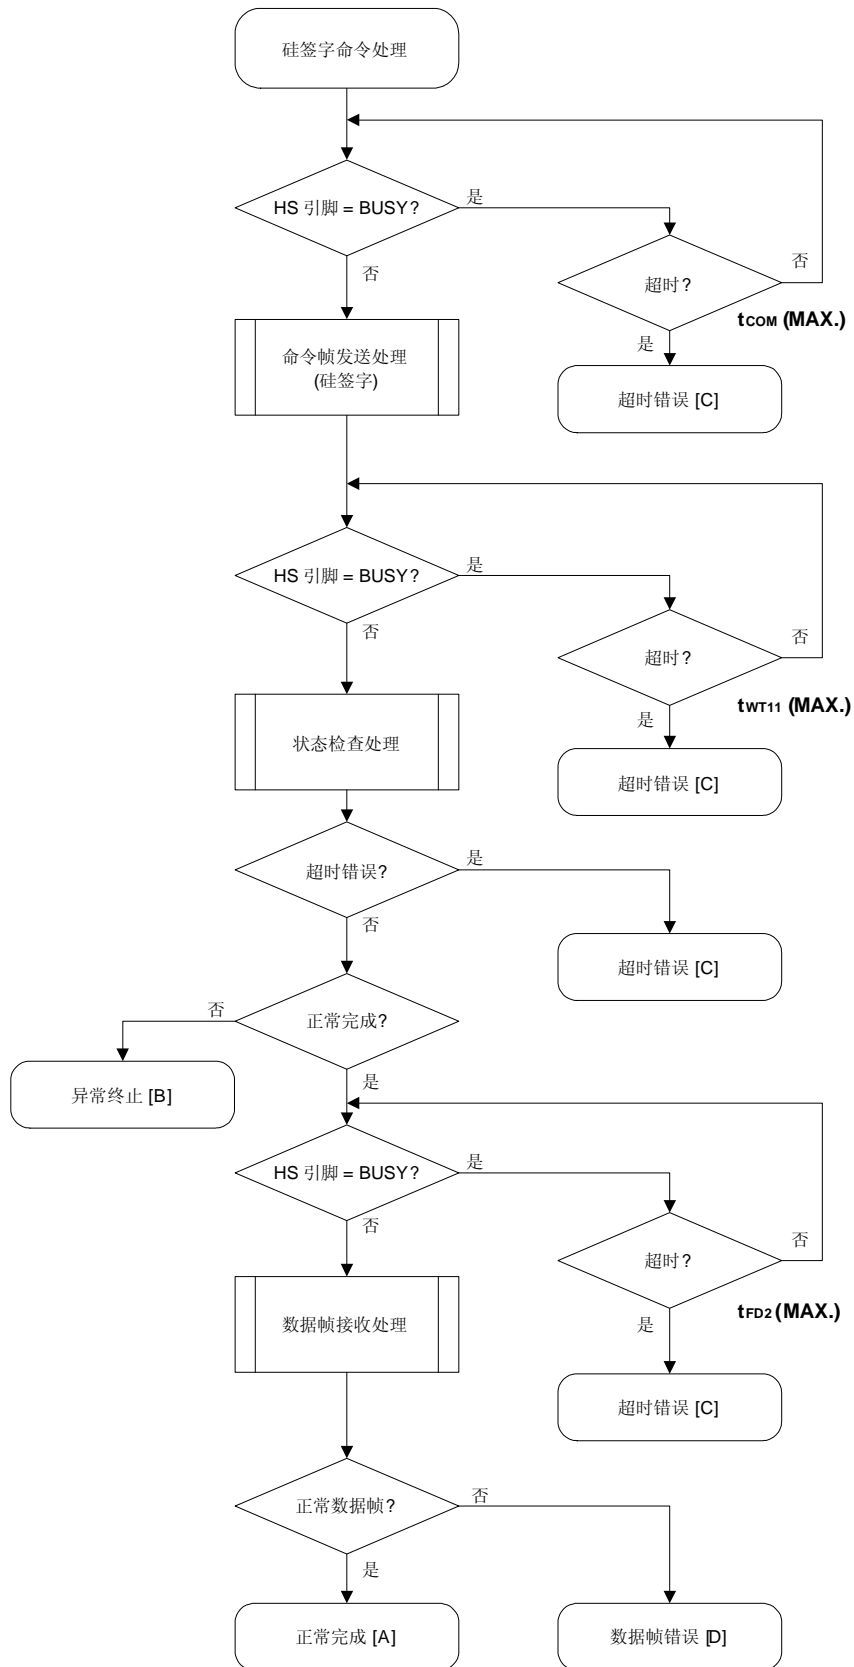 硅签字命令处理
HS 引脚 = BUSY?
是
否
超时?
否
tCOM (MAX.)
是
命令帧发送处理
(硅签字)
超时错误 [C]
HS 引脚 = BUSY?
是
否
超时?
否
tWT11 (MAX.)
是
状态检查处理
超时错误 [C]
超时错误?
是
否
超时错误 [C]
正常完成?
否
是
异常终止 [B]
HS 引脚 = BUSY?
是
否
超时?
否
tFD2 (MAX.)
是
数据帧接收处理
超时错误 [C]
正常数据帧?
否
是
正常完成 [A]
数据帧错误 [D]